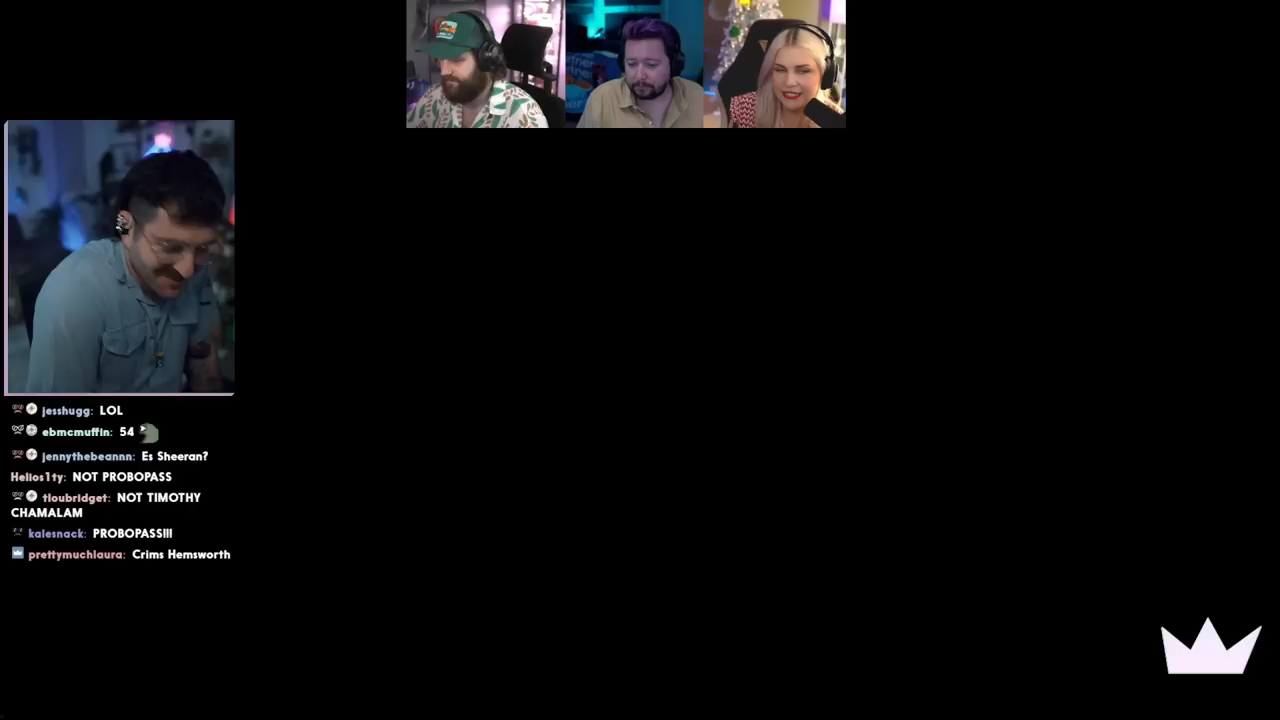 jesshugg: LOL
ebmcmuffin: 54
jennythebeannn: Es Sheeran?
Helios1ty: NOT PROBOPASS
tloubridget: NOT TIMOTHY
CHAMALAM
kalesnack: PROBOPASS!!!
prettymuchlaura: Crims Hemsworth